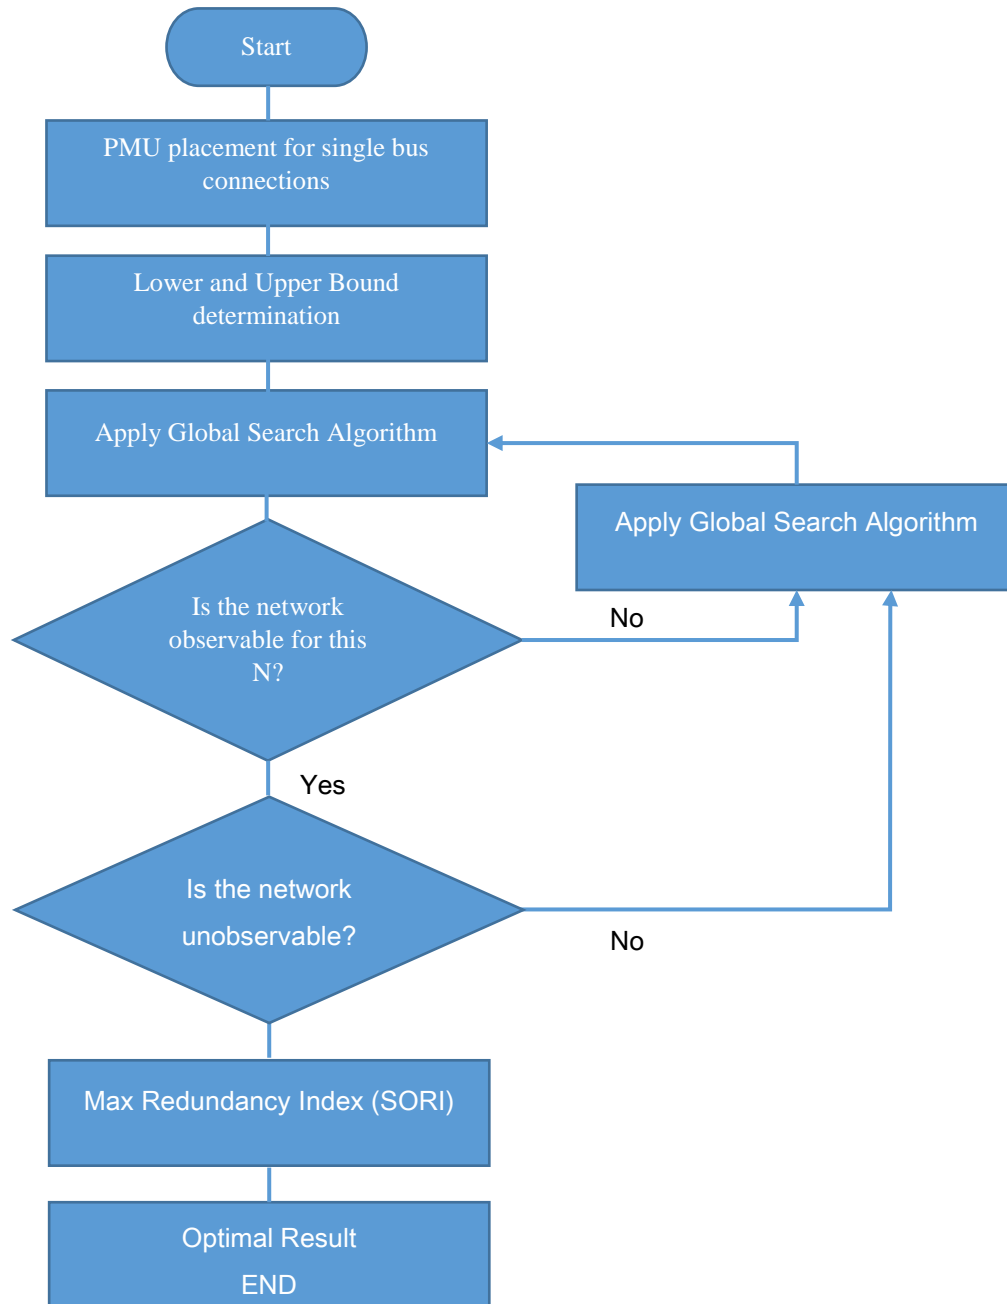 Start
PMU placement for single bus
connections
Lower and Upper Bound
determination
Apply Global Search Algorithm
Apply Global Search Algorithm
Is the network
observable for this
N?
No
Yes
Is the network
unobservable?
No
Max Redundancy Index (SORI)
Optimal Result
END